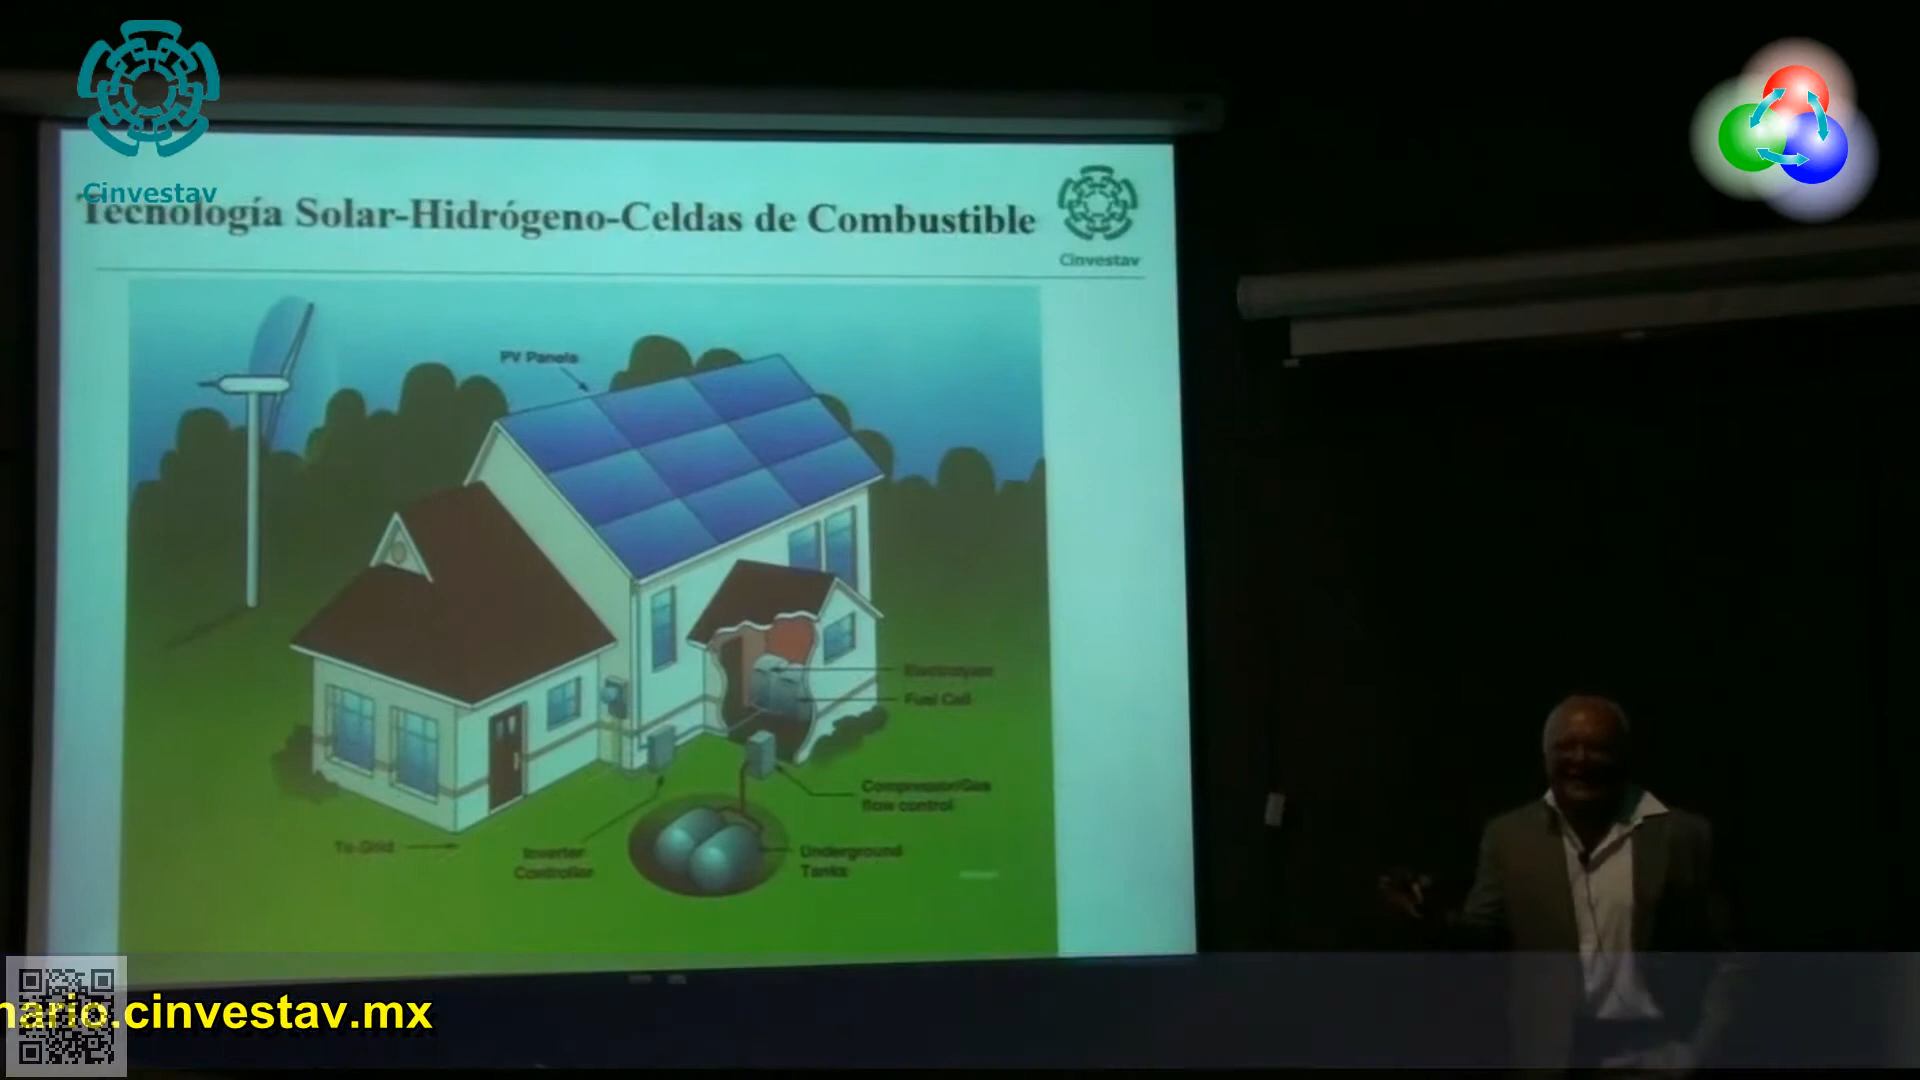 Cinvestav
Tecnología Solar-Hidrógeno-Celdas de Combustible
Cinvestav
PV Panels
Electrolyzer
Fuel Cell
Compressor/Gas
flow control
To Grid
Inverter
Controller
Underground
Tanks
nario.cinvestav.mx